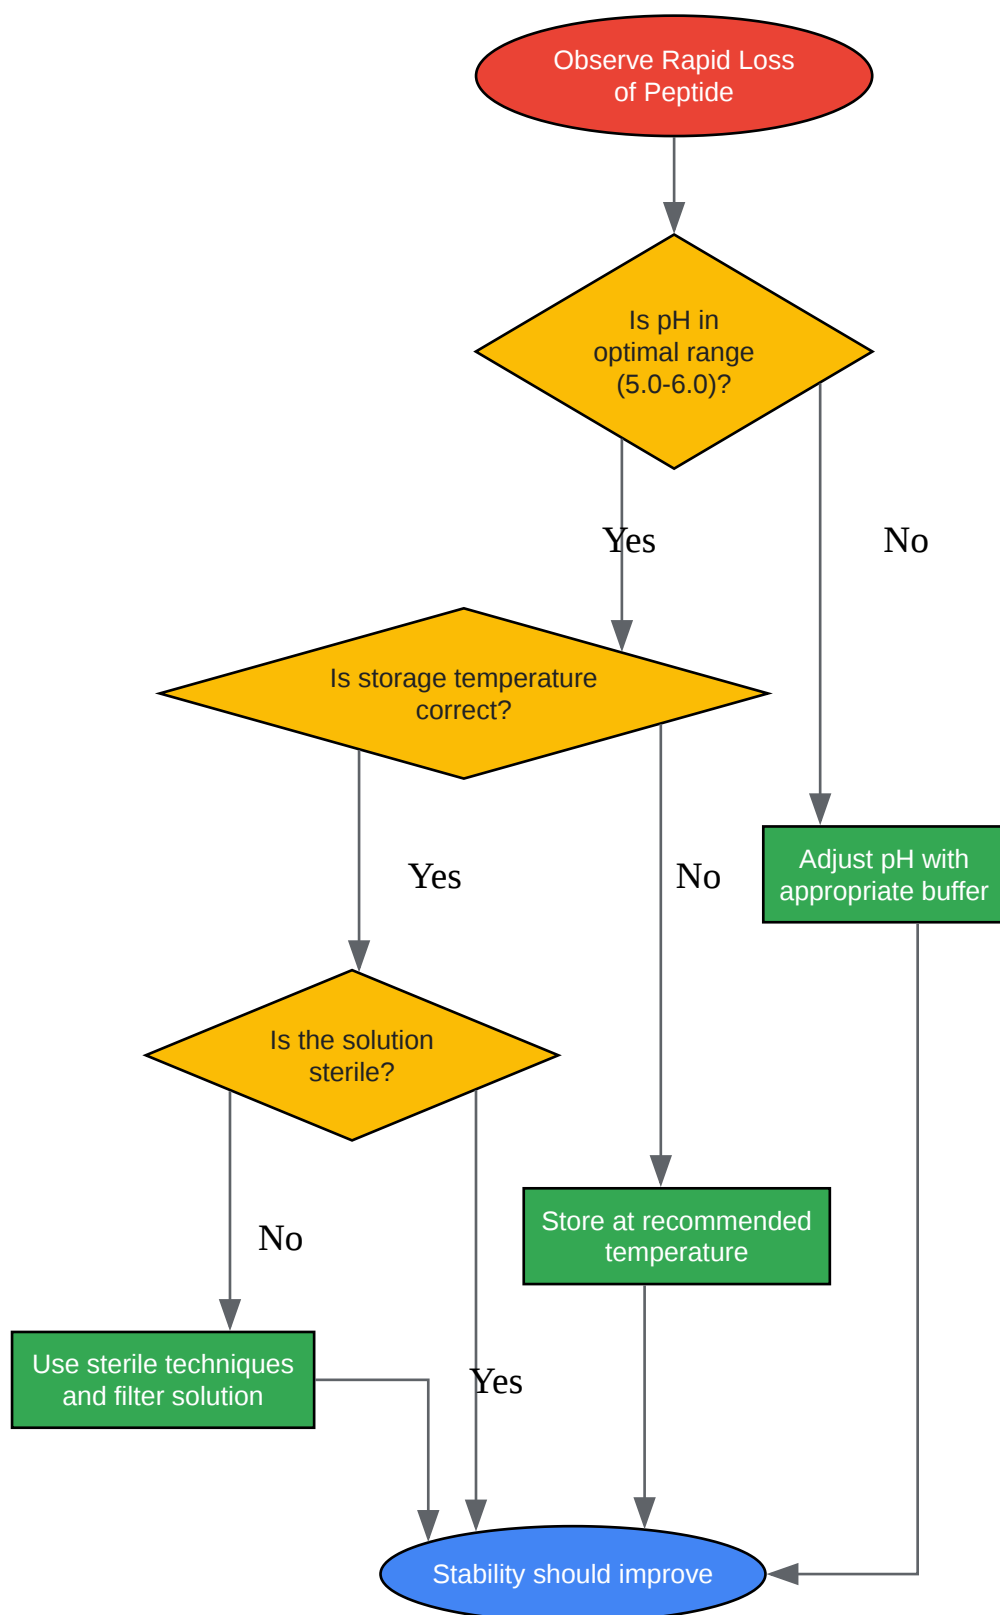 Observe Rapid Loss
of Peptide
Is pH in
optimal range
(5.0-6.0)?
Yes
No
Is storage temperature
correct?
Adjust pH with
appropriate buffer
Yes
No
Is the solution
sterile?
Store at recommended
temperature
No
Use sterile techniques
and filter solution
Yes
Stability should improve